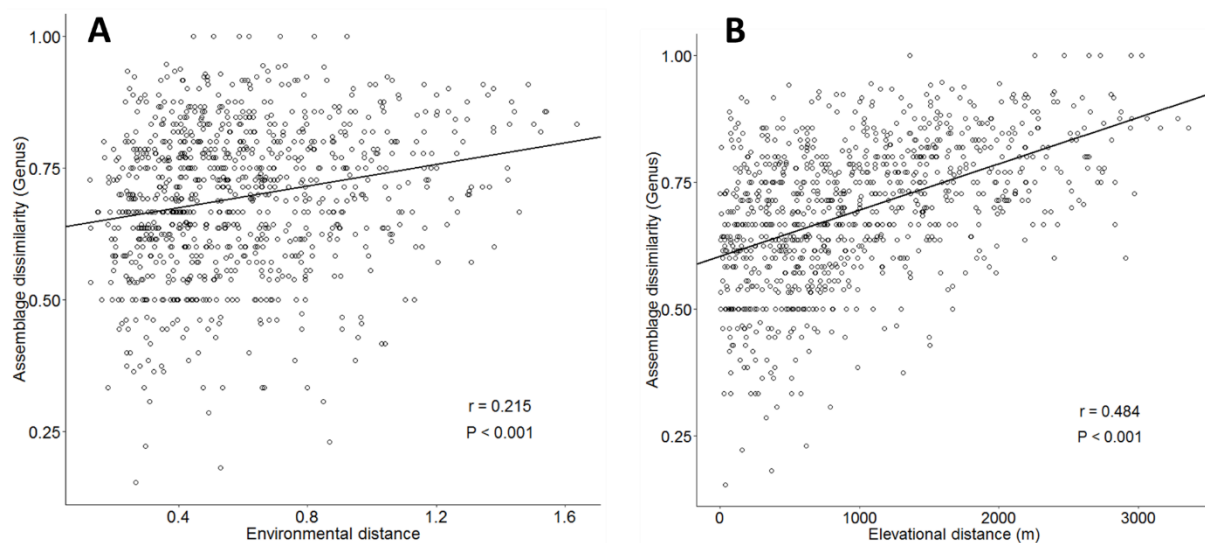 A
1.00
0.75
0.50
0.25
Assemblage dissimilarity (Genus)
r = 0.215
P < 0.001
0.4
0.8
1.2
1.6
Environmental distance
B
1.00
0.75
0.50
0.25
Assemblage dissimilarity (Genus)
r = 0.484
P < 0.001
0
1000
2000
3000
Elevational distance (m)